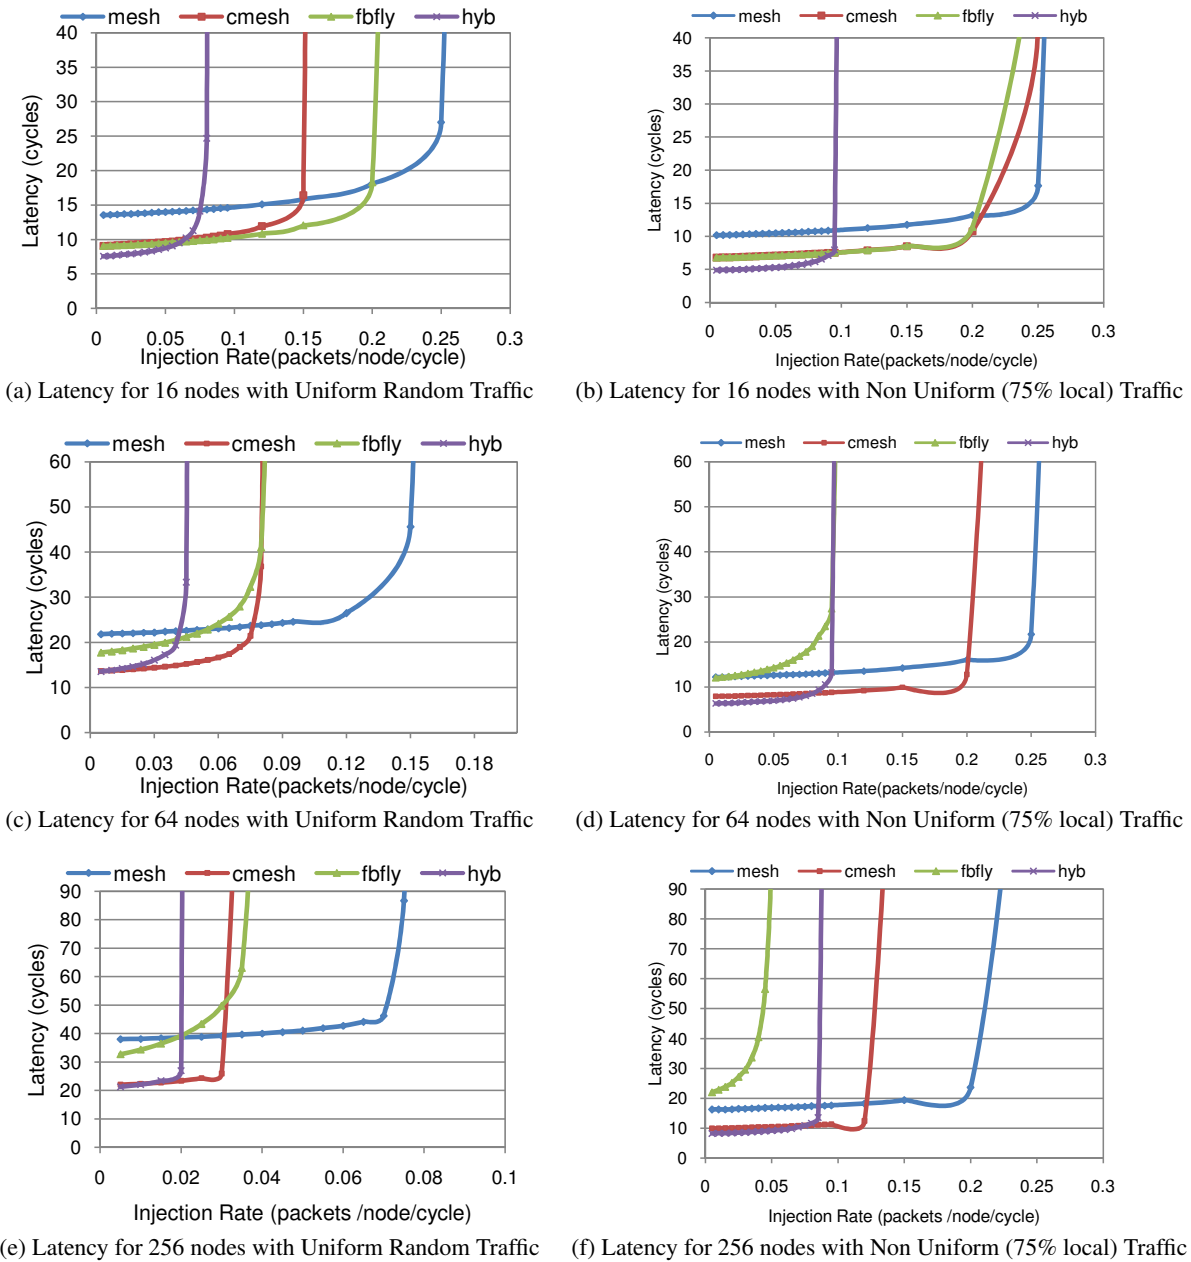 mesh cmesh fbfly hyb
40
35
30
25
20
15
10
5
0
Latency (cycles)
0 0.05 0.1 0.15 0.2 0.25 0.3
Injection Rate(packets/node/cycle)
(a) Latency for 16 nodes with Uniform Random Traffic
mesh cmesh fbfly hyb
40
35
30
25
20
15
10
5
0
Latency (cycles)
0 0.05 0.1 0.15 0.2 0.25 0.3
Injection Rate(packets/node/cycle)
(b) Latency for 16 nodes with Non Uniform (75% local) Traffic
mesh cmesh fbfly hyb
60
50
40
30
20
10
0
Latency (cycles)
0 0.03 0.06 0.09 0.12 0.15 0.18
Injection Rate(packets/node/cycle)
(c) Latency for 64 nodes with Uniform Random Traffic
mesh cmesh fbfly hyb
60
50
40
30
20
10
0
Latency (cycles)
0 0.05 0.1 0.15 0.2 0.25 0.3
Injection Rate(packets/node/cycle)
(d) Latency for 64 nodes with Non Uniform (75% local) Traffic
mesh cmesh fbfly hyb
90
80
70
60
50
40
30
20
10
0
Latency (cycles)
0 0.02 0.04 0.06 0.08 0.1
Injection Rate (packets /node/cycle)
(e) Latency for 256 nodes with Uniform Random Traffic
mesh cmesh fbfly hyb
90
80
70
60
50
40
30
20
10
0
Latency (cycles)
0 0.05 0.1 0.15 0.2 0.25 0.3
Injection Rate (packets /node/cycle)
(f) Latency for 256 nodes with Non Uniform (75% local) Traffic